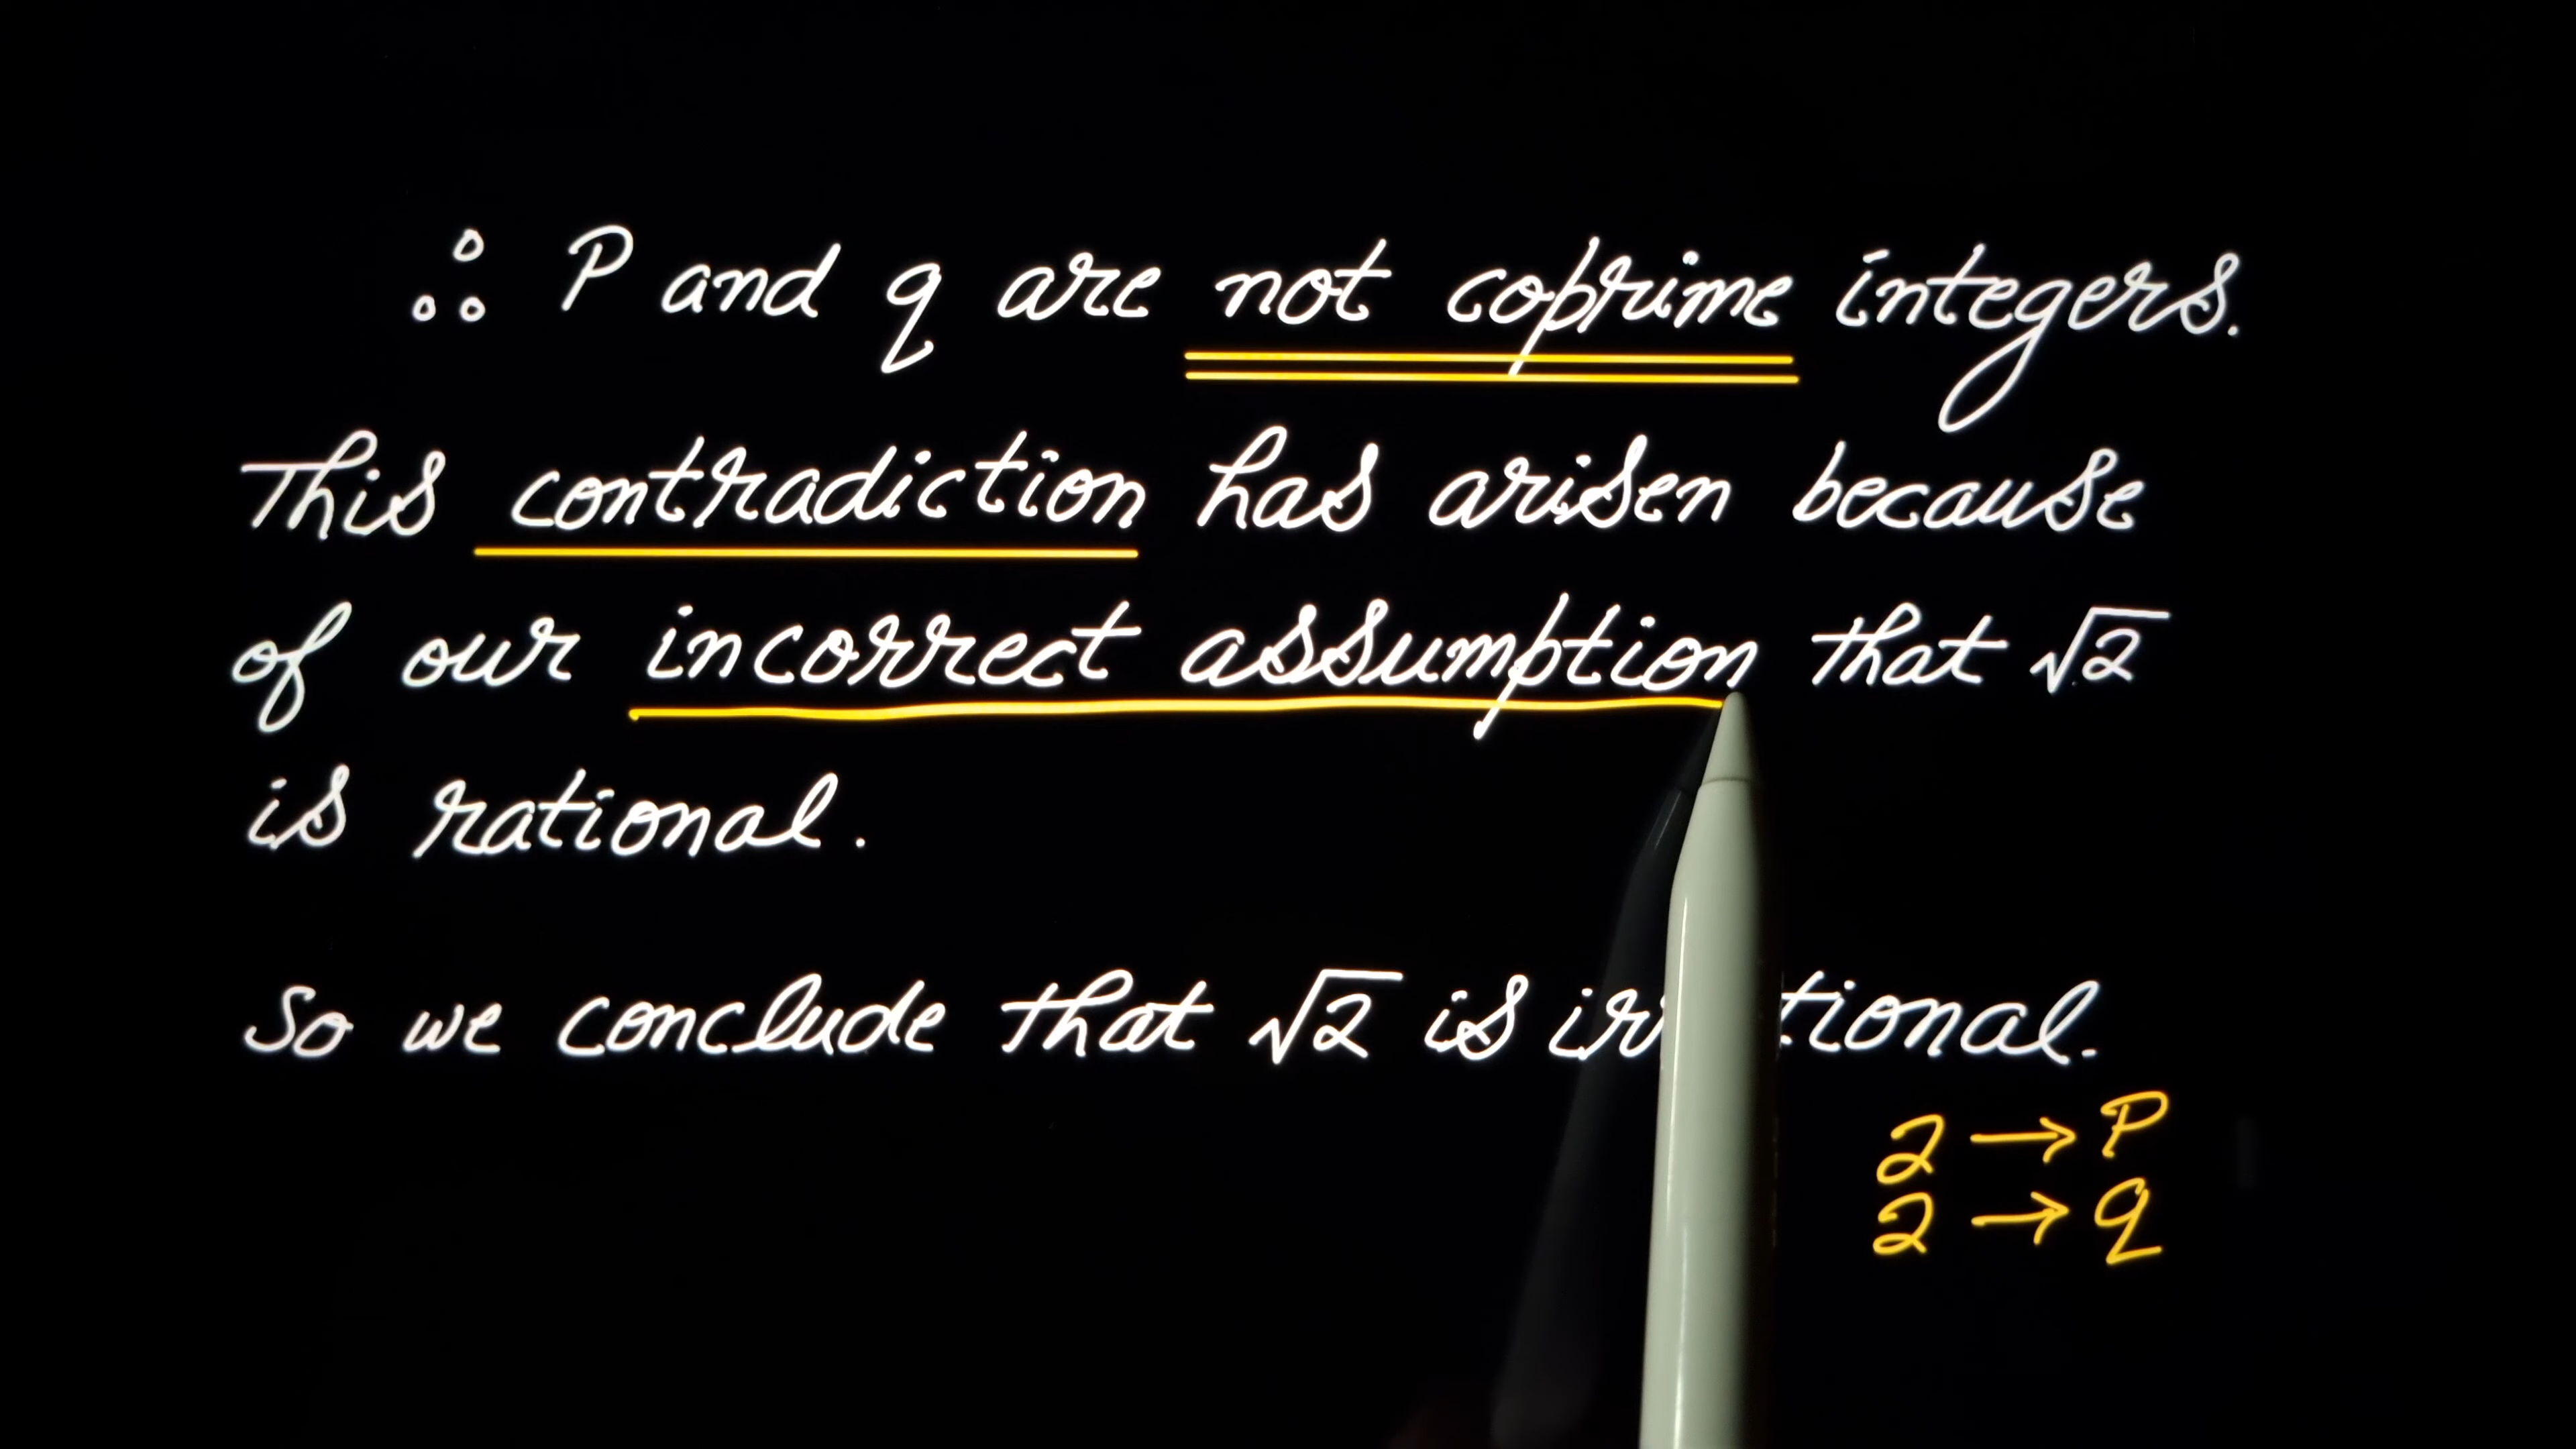 ∴ P and q are not coprime integers.
This contradiction has arisen because
of our incorrect assumption that √2
is rational.
So we conclude that √2 is
2 → P
2 → q